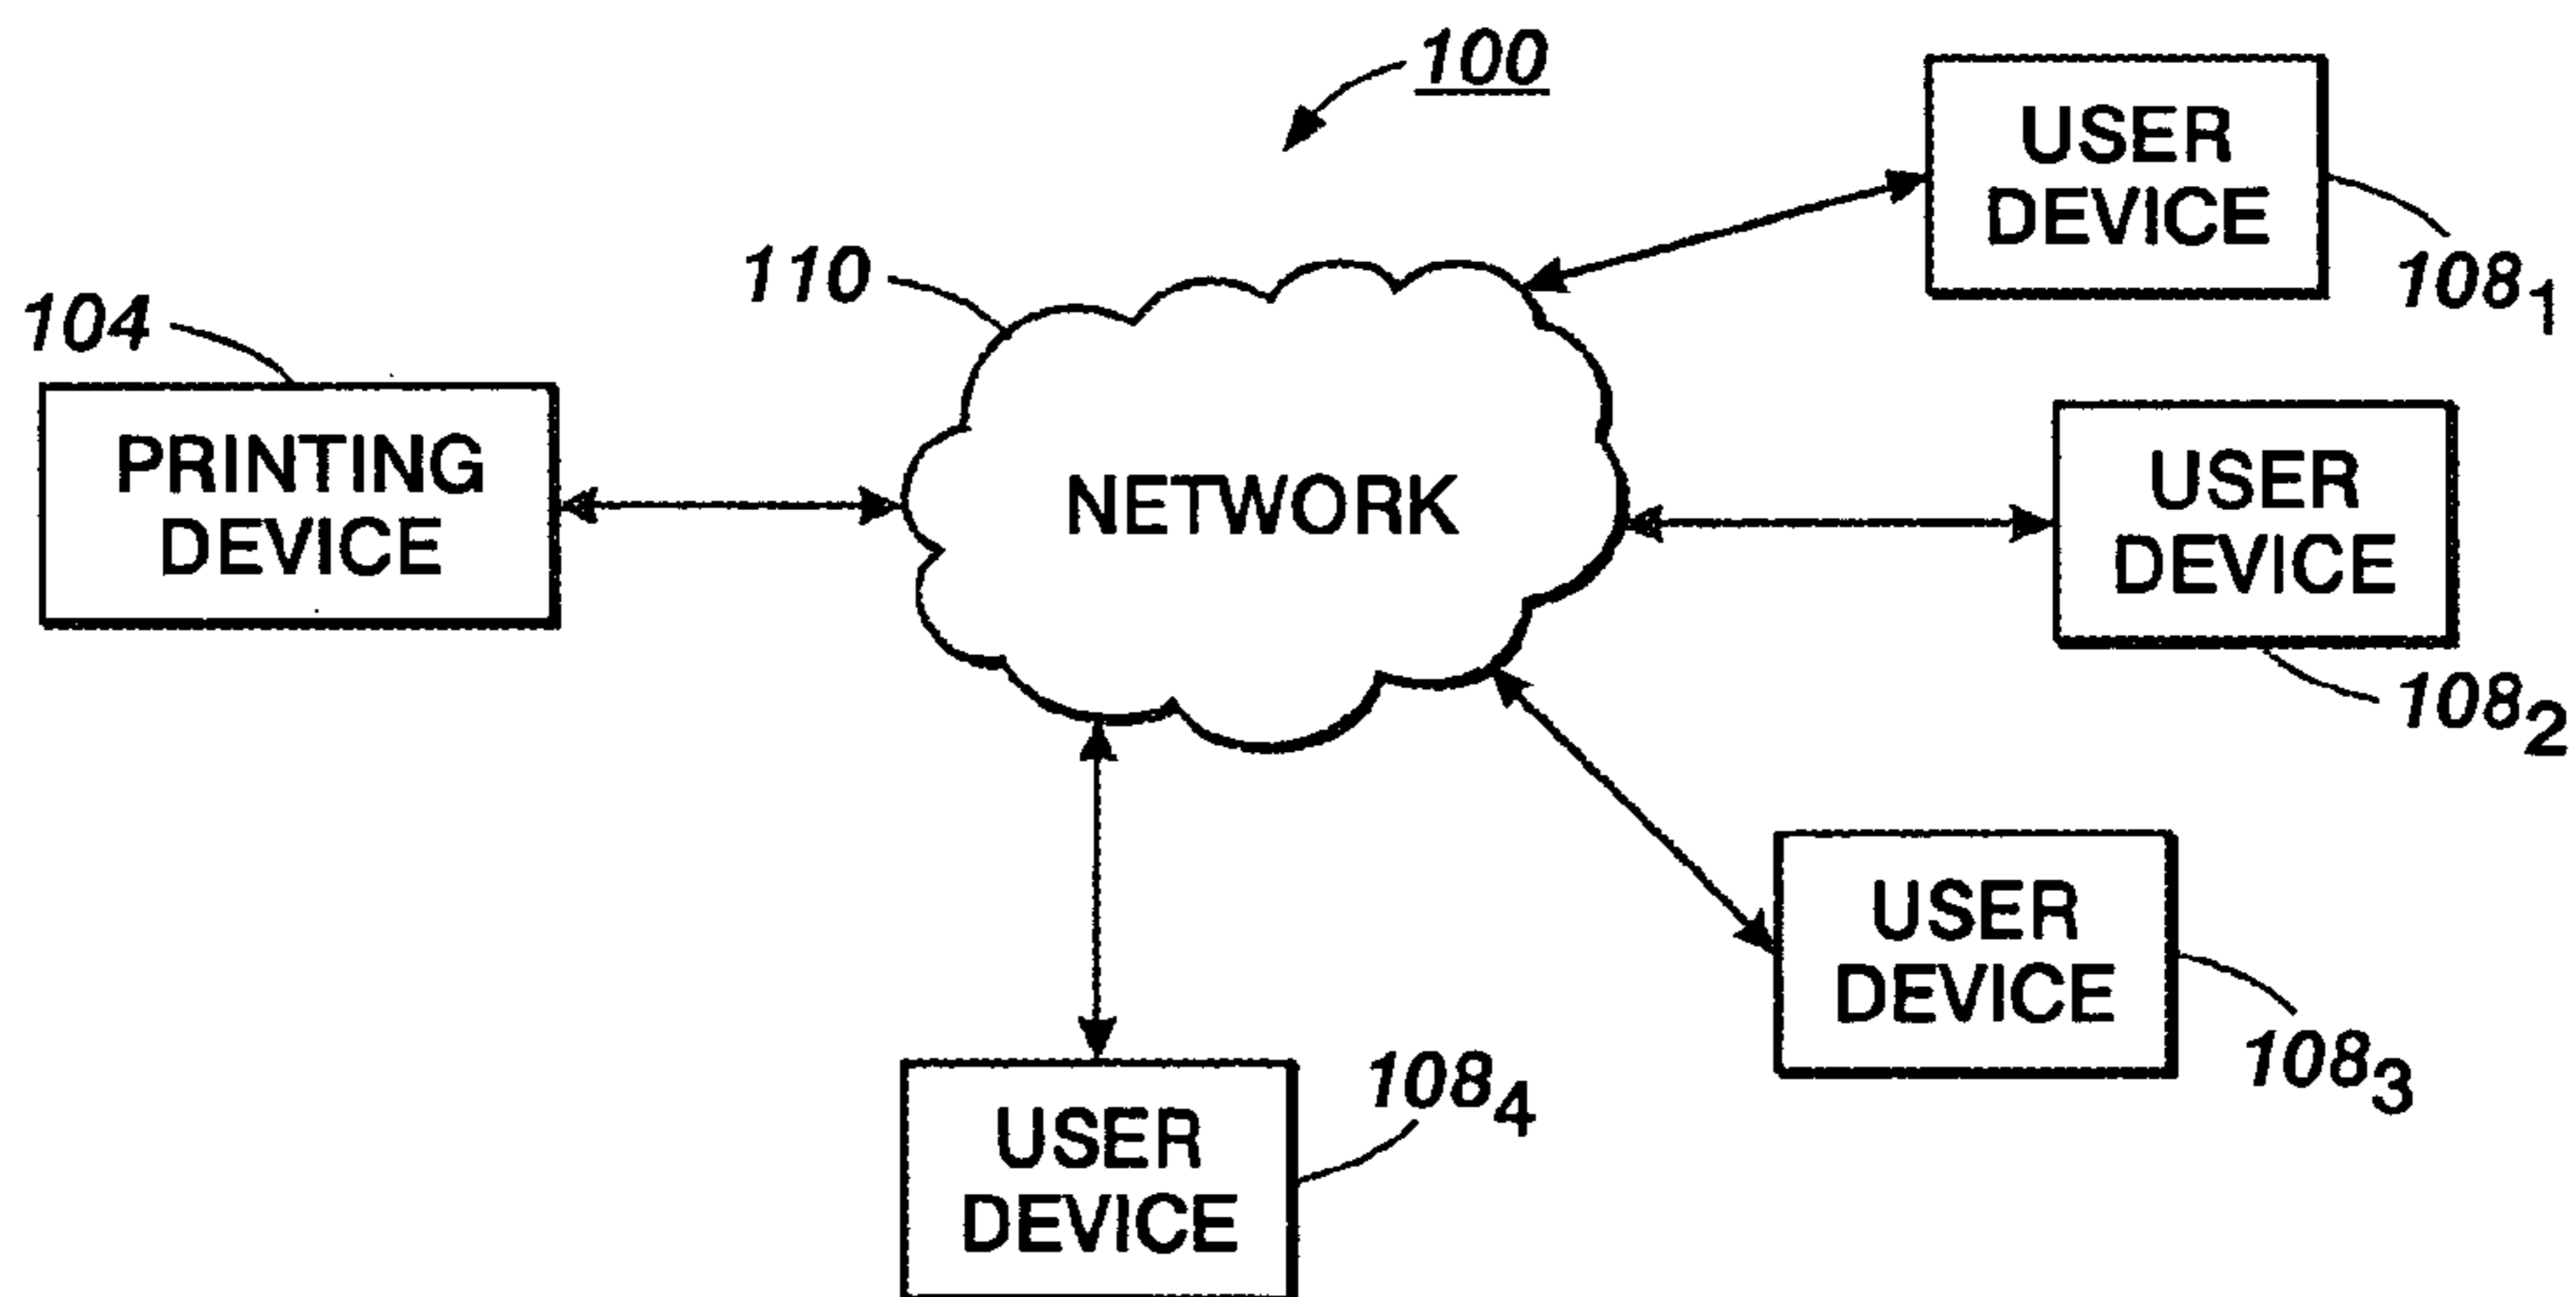 100
USER
DEVICE
108₁
110
104
PRINTING
DEVICE
NETWORK
USER
DEVICE
108₂
USER
DEVICE
108₃
USER
DEVICE
108₄